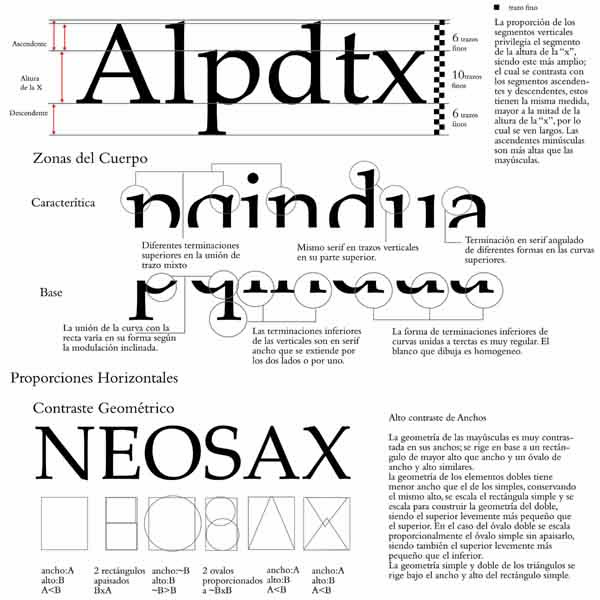 trazo fino
Ascendente
Altura
de la X
Descendente
Alpdtx
6 trazos
finos
10 trazos
finos
6 trazos
finos
La proporción de los
segmentos verticales
privilegia el segmento
de la altura de la "x",
siendo este más amplio;
el cual se contrasta con
los segmentos ascenden-
tes y descendentes, estos
tienen la misma medida,
mayor a la mitad de la
altura de la "x", por lo
cual se ven largos. Las
ascendentes minúsculas
son más altas que las
mayúsculas.
Zonas del Cuerpo
Caracterítica
pqindua
Diferentes terminaciones
superiores en la unión de
trazo mixto
Mismo serif en trazos verticales
en su parte superior.
Terminación en serif angulado
de diferentes formas en las curvas
superiores.
Base
pqindua
La unión de la curva con la
recta varía en su forma según
la modulación inclinada.
Las terminaciones inferiores
de las verticales son en serif
ancho que se extiende por
los dos lados o por uno.
La forma de terminaciones inferiores de
curvas unidas a terctas es muy regular. El
blanco que dibuja es homogeneo.
Proporciones Horizontales
Contraste Geométrico
NEOSAX
ancho:A
alto:B
A<B
2 rectángulos
apaisados
BxA
ancho:~B
alto:B
~B>B
2 ovalos
proporcionados
a ~BxB
ancho:A
alto:B
A<B
ancho:A
alto:B
A<B
Alto contraste de Anchos
La geometría de las mayúsculas es muy contras-
tada en sus anchos; se rige en base a un rectán-
gulo de mayor alto que ancho y un óvalo de
ancho y alto similares.
la geometria de los elementos dobles tiene
menor ancho que el de los simples, conservando
el mismo alto, se escala el rectángulo simple y se
escala para construir la geometría del doble,
siendo el superior levemente más pequeño que
el superior. En el caso del óvalo doble se escala
proporcionalmente el óvalo simple sin apaisarlo,
siendo también el superior levemente más
pequeño que el inferior.
La geometría simple y doble de los triángulos se
rige bajo el ancho y alto del rectángulo simple.